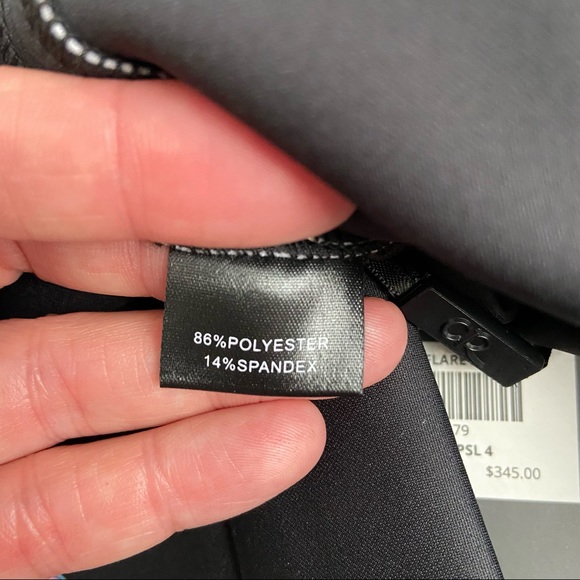 86%POLYESTER
14%SPANDEX
FLARE
79
PSL 4
$345.00